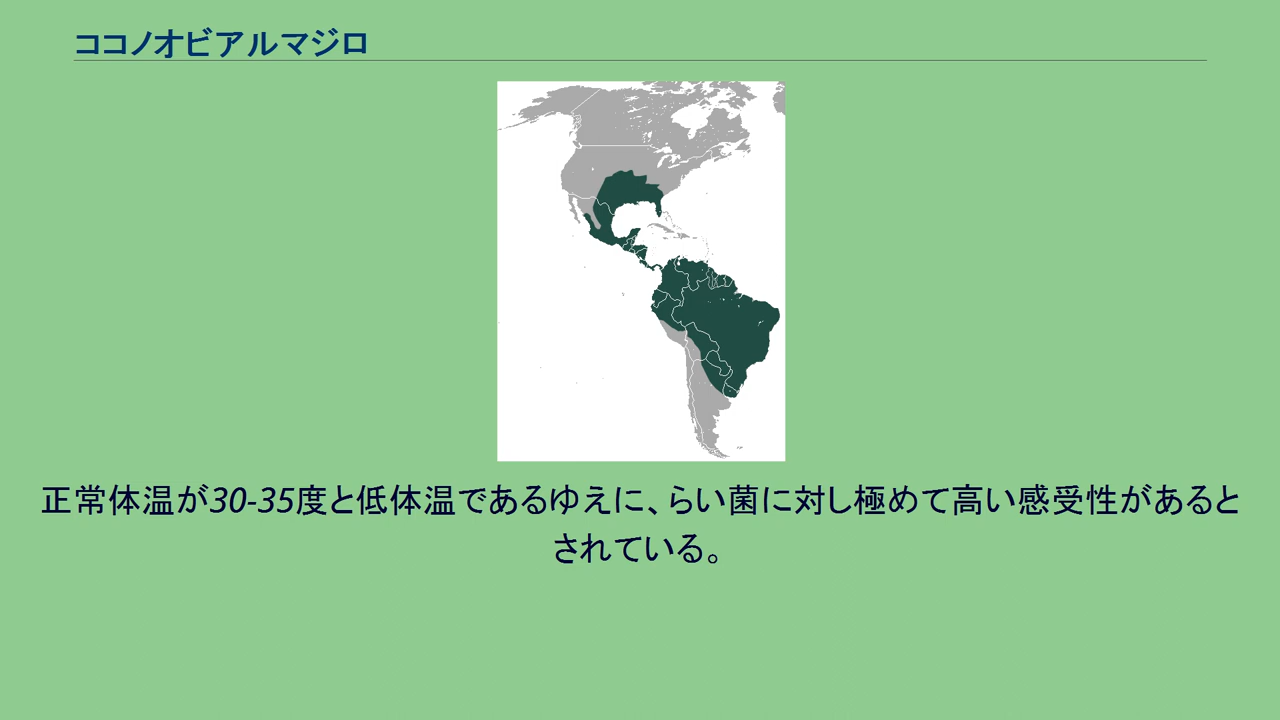 ココノオビアルマジロ
正常体温が30-35度と低体温であるゆえに、らい菌に対し極めて高い感受性があると
されている。